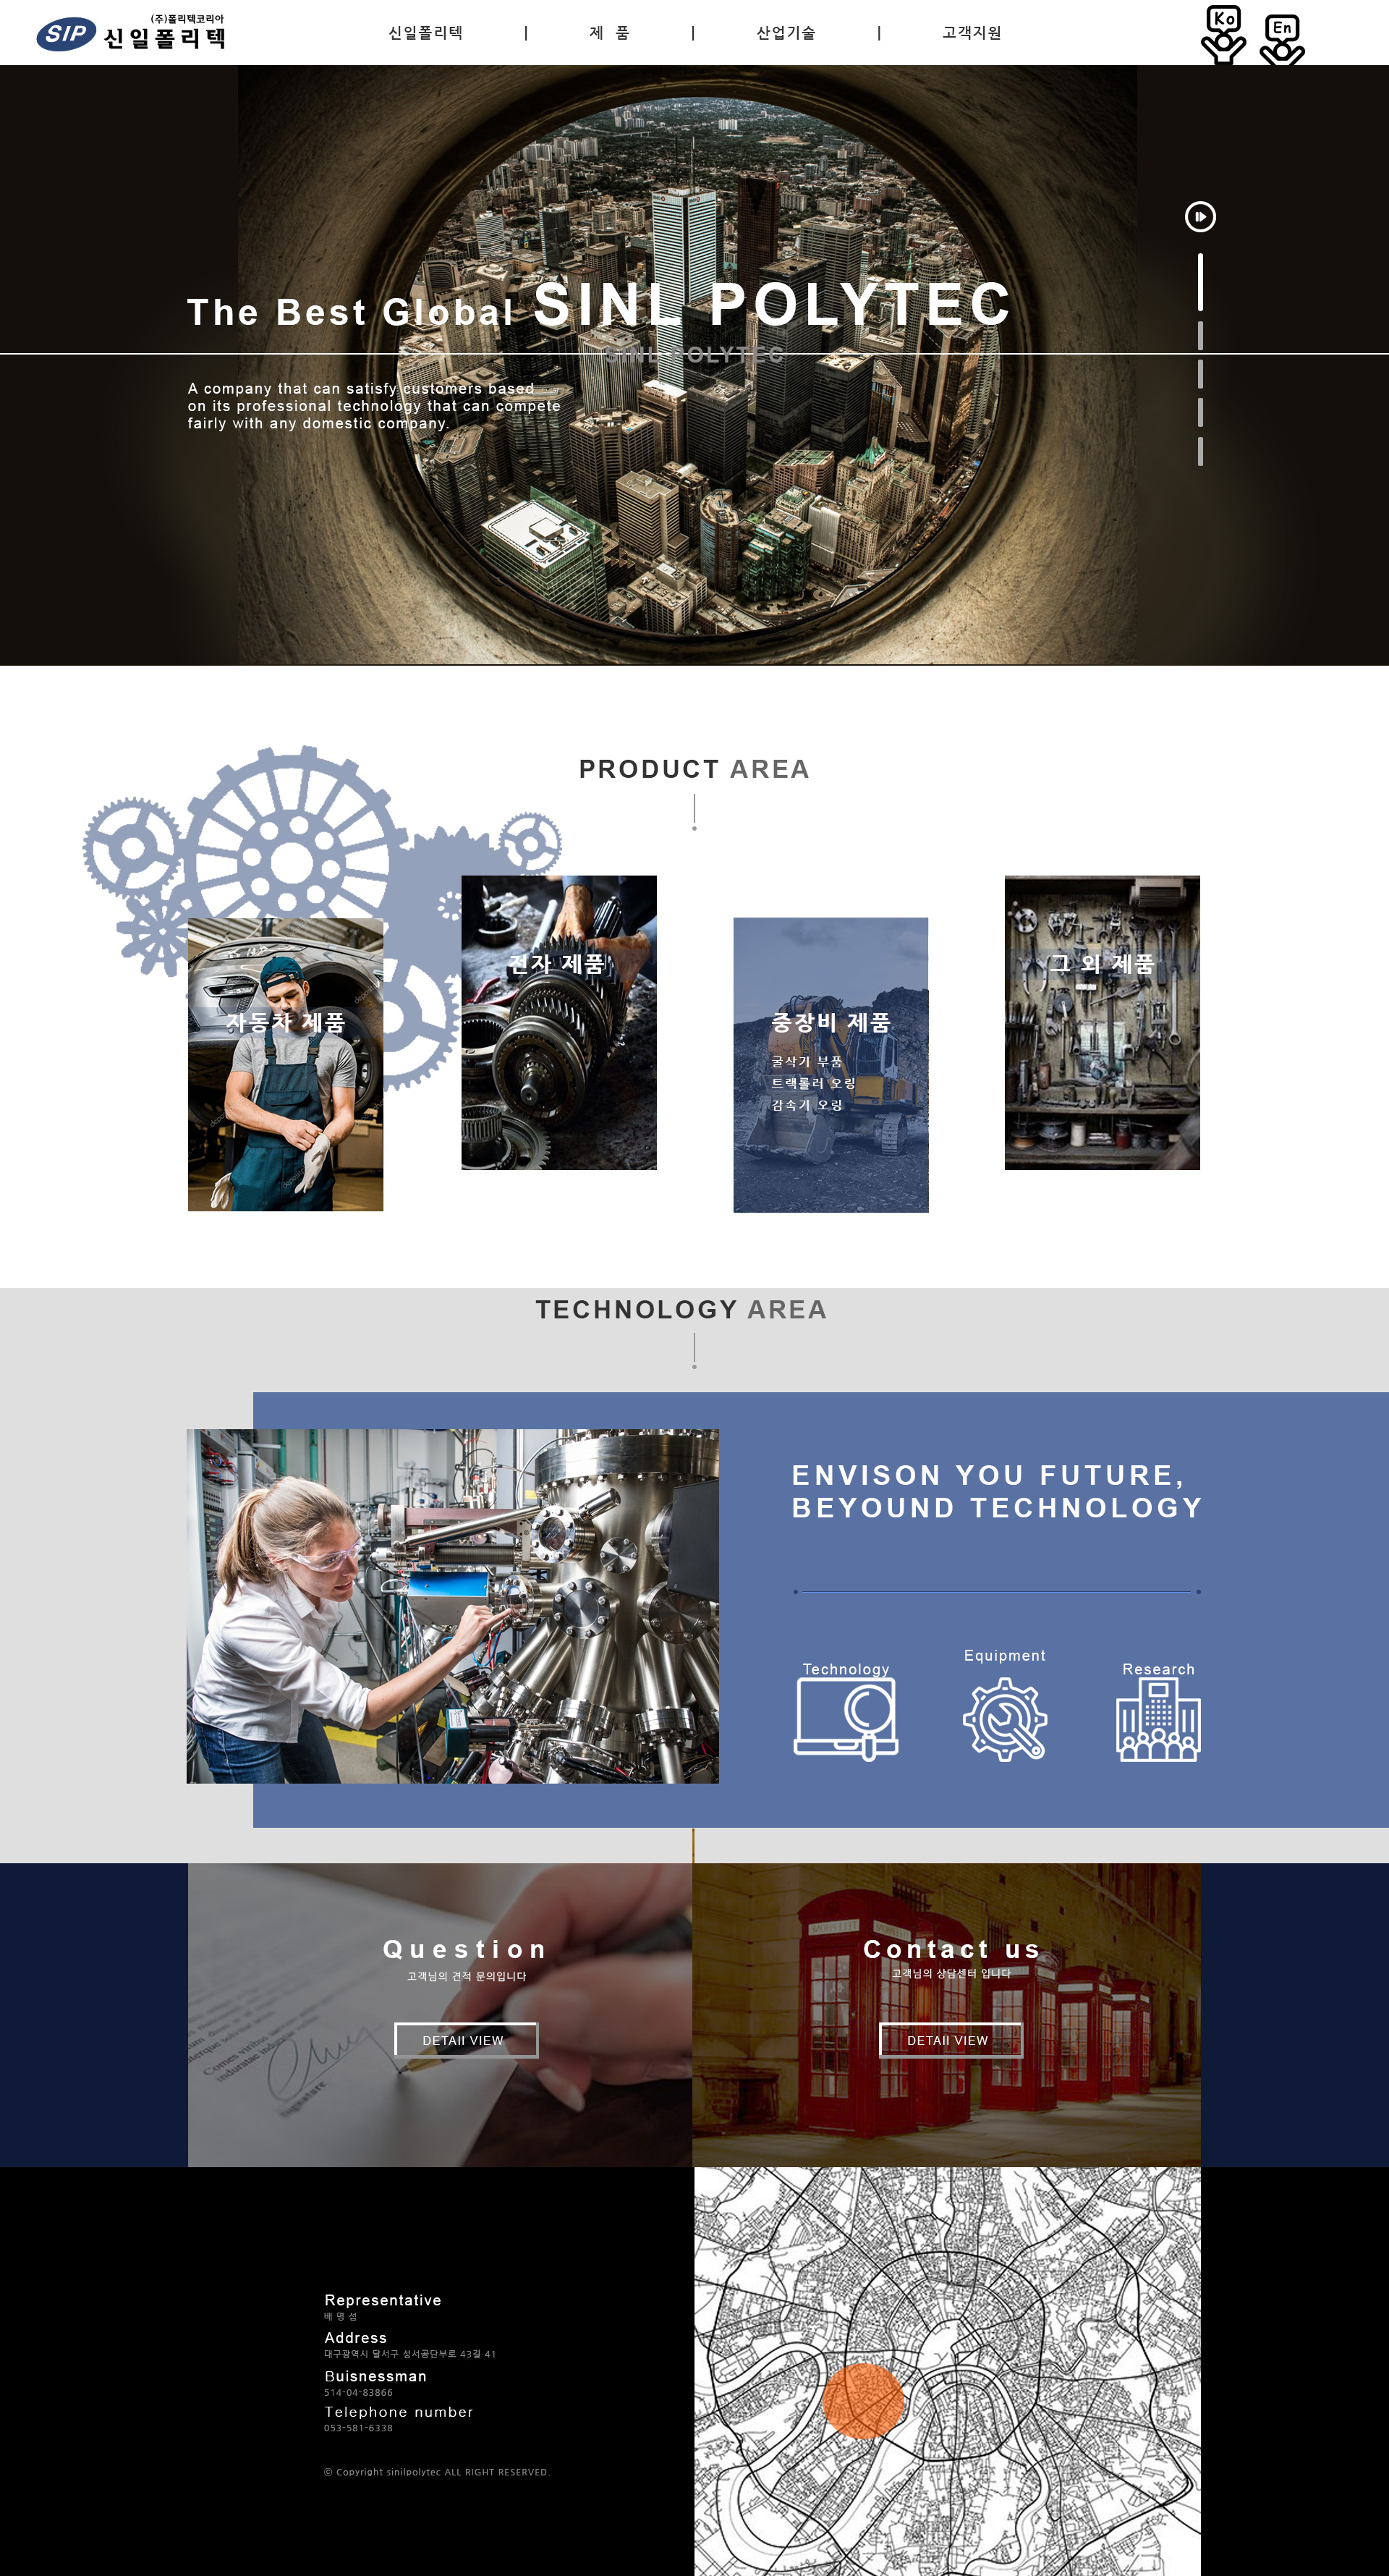 SIP
(주)폴리텍코리아
신일폴리텍
신일폴리텍 | 제 품 | 산업기술 | 고객지원
Ko
En
The Best Global SINL POLYTEC
SINL POLYTEC
A company that can satisfy customers based
on its professional technology that can compete
fairly with any domestic company.
PRODUCT AREA
자동차 제품
전자 제품
중장비 제품
굴삭기 부품
트랙롤러 오링
감속기 오링
그 외 제품
TECHNOLOGY AREA
ENVISON YOU FUTURE,
BEYOUND TECHNOLOGY
Technology
Equipment
Research
Question
고객님의 견적 문의입니다
DETAIl VIEW
Contact us
고객님의 상담센터 입니다
DETAIl VIEW
Representative
배 명 섭
Address
대구광역시 달서구 성서공단부로 43길 41
Buisnessman
514-04-83866
Telephone number
053-581-6338
ⓒ Copyright sinilpolytec ALL RIGHT RESERVED.